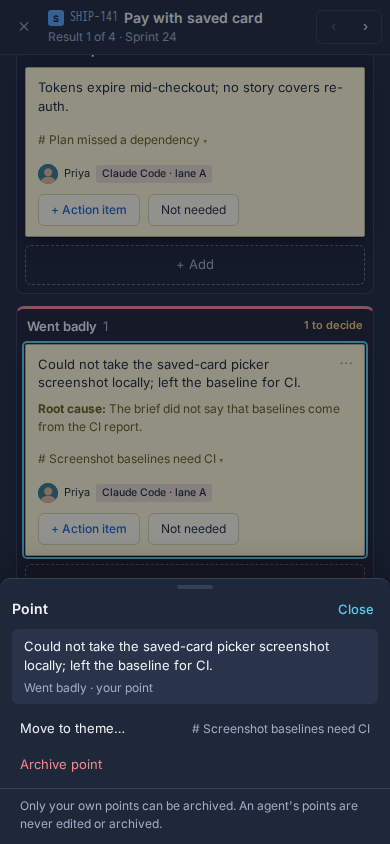 × S SHIP-141 Pay with saved card ‹ ›
Result 1 of 4 · Sprint 24
Tokens expire mid-checkout; no story covers re-
auth.
# Plan missed a dependency ▾
Priya Claude Code · lane A
+ Action item Not needed
+ Add
Went badly 1 1 to decide
Could not take the saved-card picker ...
screenshot locally; left the baseline for CI.
Root cause: The brief did not say that baselines come
from the CI report.
# Screenshot baselines need CI ▾
Priya Claude Code · lane A
+ Action item Not needed
Point Close
Could not take the saved-card picker screenshot
locally; left the baseline for CI.
Went badly · your point
Move to theme... # Screenshot baselines need CI
Archive point
Only your own points can be archived. An agent's points are
never edited or archived.